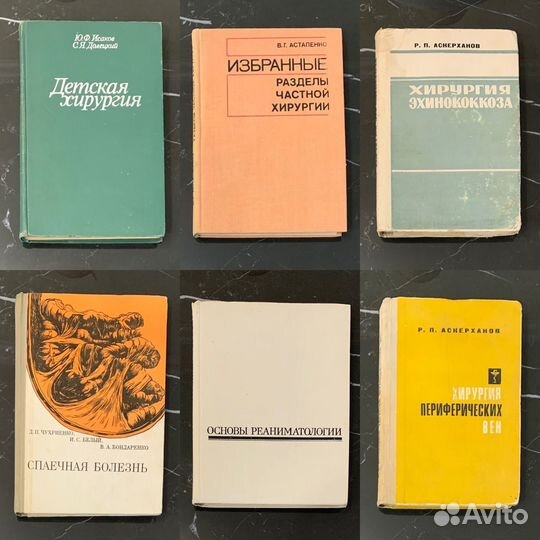 Ю.Ф. Исаков
С.Я. Долецкий
Детская
хирургия
В.Г. АСТАПЕНКО
ИЗБРАННЫЕ
РАЗДЕЛЫ
ЧАСТНОЙ
ХИРУРГИИ
Р. П. АСКЕРХАНОВ
ХИРУРГИЯ
ЭХИНОКОККОЗА
Д.П. ЧУХРИЕНКО
И.С. БЕЛЫЙ,
В.А. БОНДАРЕНКО
СПАЕЧНАЯ БОЛЕЗНЬ
ОСНОВЫ РЕАНИМАТОЛОГИИ
Р. П. АСКЕРХАНОВ
ХИРУРГИЯ
ПЕРИФЕРИЧЕСКИХ
ВЕН
Avito